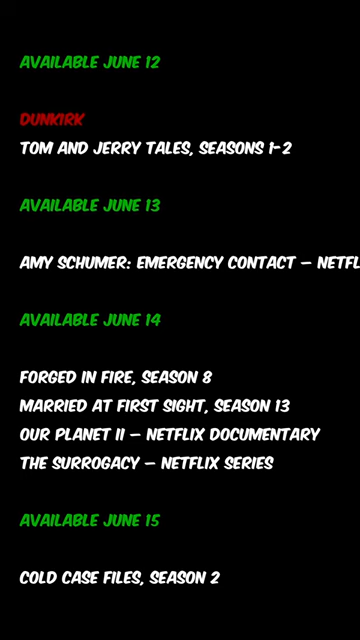 AVAILABLE JUNE 12
DUNKIRK
TOM AND JERRY TALES, SEASONS 1-2
AVAILABLE JUNE 13
AMY SCHUMER: EMERGENCY CONTACT – NETFL
AVAILABLE JUNE 14
FORGED IN FIRE, SEASON 8
MARRIED AT FIRST SIGHT, SEASON 13
OUR PLANET II – NETFLIX DOCUMENTARY
THE SURROGACY – NETFLIX SERIES
AVAILABLE JUNE 15
COLD CASE FILES, SEASON 2